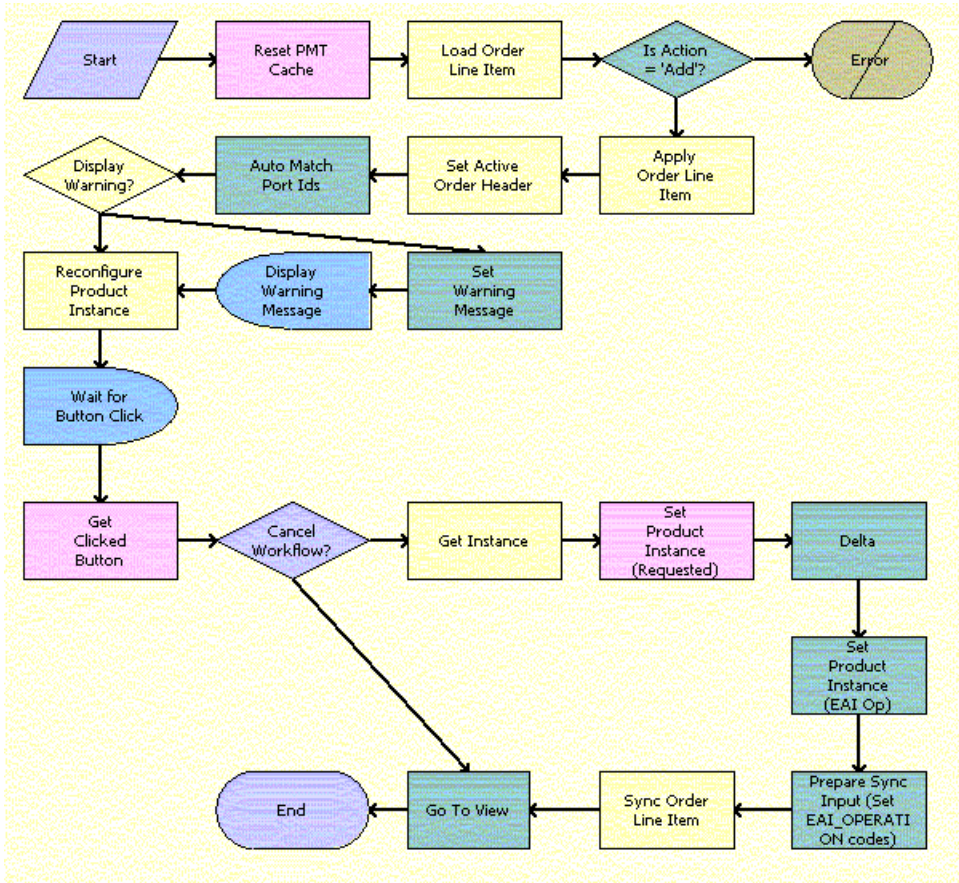 Start
Reset PMT
Cache
Load Order
Line Item
Is Action
= 'Add'?
Error
Display
Warning?
Auto Match
Port Ids
Set Active
Order Header
Apply
Order Line
Item
Reconfigure
Product
Instance
Display
Warning
Message
Set
Warning
Message
Wait for
Button Click
Get
Clicked
Button
Cancel
Workflow?
Get Instance
Set
Product
Instance
(Requested)
Delta
Set
Product
Instance
(EAI Op)
End
Go To View
Sync Order
Line Item
Prepare Sync
Input (Set
EAI_OPERATI
ON codes)